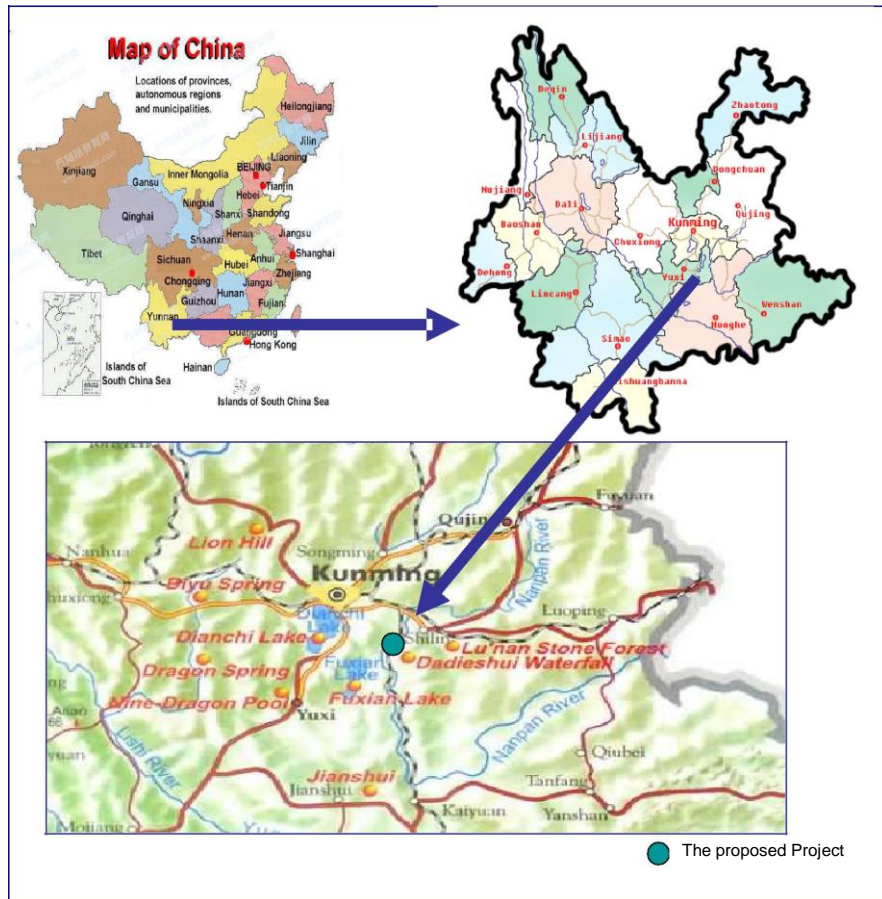 Map of China
Locations of provinces,
autonomous regions
and municipalities.
Heilongjiang
Jilin
Liaoning
Inner Mongolia
BEIJING
Tianjin
Hebei
Xinjiang
Gansu
Ningxia
Shanxi
Shandong
Qinghai
Shaanxi
Henan
Jiangsu
Shanghai
Tibet
Sichuan
Chongqing
Hubei
Anhui
Zhejiang
Hunan
Jiangxi
Guizhou
Fujian
Yunnan
Guangdong
Hong Kong
Hainan
Islands of
South China Sea
Islands of South China Sea
Deqin
Zhaotong
Lijiang
Dongchuan
Nujiang
Dali
Qujing
Baoshan
Kunming
Chuxiong
Dehong
Yuxi
Lincang
Wenshan
Honghe
Simao
ishuangbanna
Fuyuan
Qujing
Lion Hill
Songming
Nanhua
Kunming
Nanpan River
Biyu Spring
Luoping
Dianchi
Lake
Dianchi Lake
Shilin
Lu'nan Stone Forest
Dadieshui Waterfall
Dragon Spring
Fuxian
Lake
Fuxian Lake
Nine-Dragon Pool
Yuxi
Nanpan River
Lishi River
Qiubei
Jianshui
Jianshui
Tanfang
Kaiyuan
Yanshan
Mojiang
The proposed Project